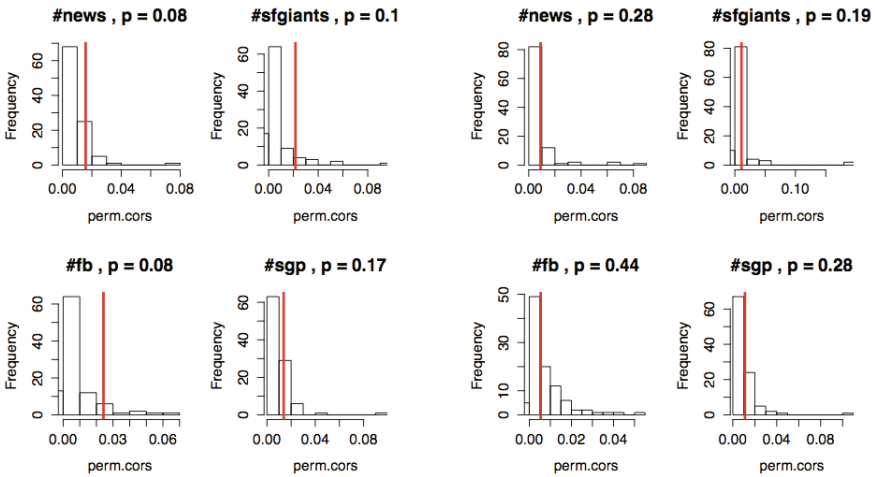 #news , p = 0.08
#sfgiants , p = 0.1
#news , p = 0.28
#sfgiants , p = 0.19
Frequency
0 20 40 60
0.00 0.04 0.08
perm.cors
Frequency
0 20 40 60
0.00 0.04 0.08
perm.cors
Frequency
0 20 40 60 80
0.00 0.04 0.08
perm.cors
Frequency
0 20 40 60 80
0.00 0.10
perm.cors
#fb , p = 0.08
#sgp , p = 0.17
#fb , p = 0.44
#sgp , p = 0.28
Frequency
0 20 40 60
0.00 0.03 0.06
perm.cors
Frequency
0 20 40 60
0.00 0.04 0.08
perm.cors
Frequency
0 10 30 50
0.00 0.02 0.04
perm.cors
Frequency
0 20 40 60
0.00 0.04 0.08
perm.cors